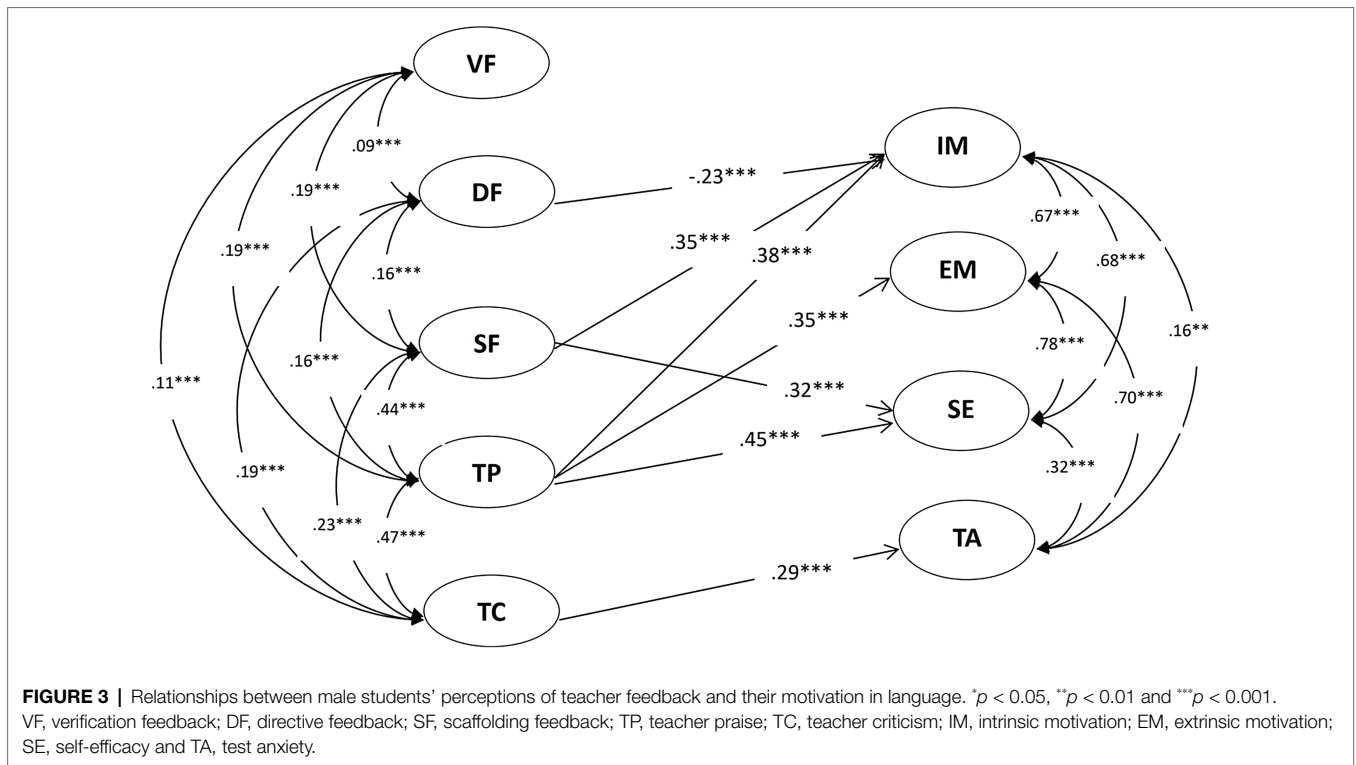 VF
.09***
IM
DF
-.23***
.19***
.67***
.35***
.38***
.19***
.68***
.16***
EM
.35***
.16**
SF
.78***
.16***
.11***
.32***
.70***
.44***
SE
.45***
.19***
TP
.32***
.23***
.47***
TA
.29***
TC
FIGURE 3 | Relationships between male students’ perceptions of teacher feedback and their motivation in language. *p < 0.05, **p < 0.01 and ***p < 0.001.
VF, verification feedback; DF, directive feedback; SF, scaffolding feedback; TP, teacher praise; TC, teacher criticism; IM, intrinsic motivation; EM, extrinsic motivation;
SE, self-efficacy and TA, test anxiety.